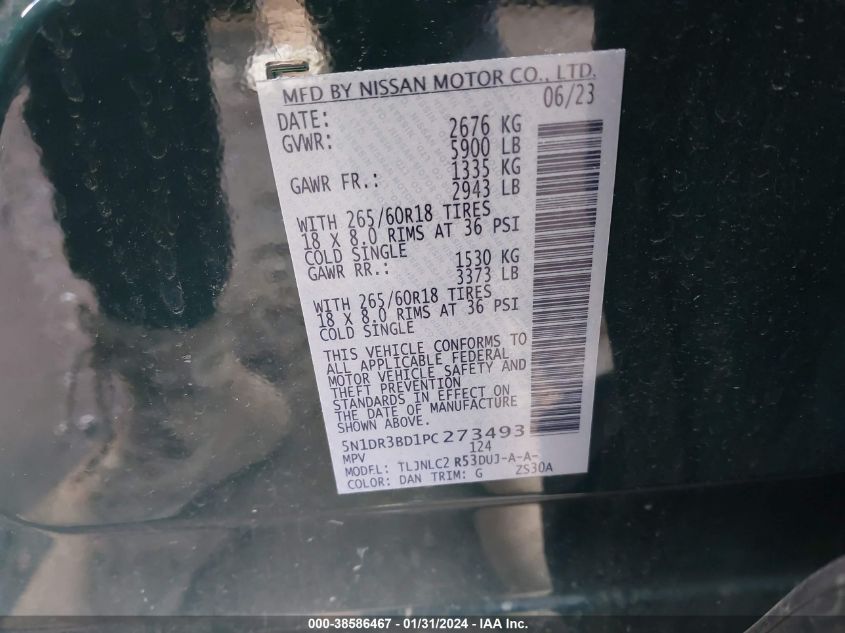 MFD BY NISSAN MOTOR CO., LTD.
DATE: 06/23
GVWR: 2676 KG
5900 LB
GAWR FR.: 1335 KG
2943 LB
WITH 265/60R18 TIRES
18 X 8.0 RIMS AT 36 PSI
COLD SINGLE
GAWR RR.: 1530 KG
3373 LB
WITH 265/60R18 TIRES
18 X 8.0 RIMS AT 36 PSI
COLD SINGLE
THIS VEHICLE CONFORMS TO
ALL APPLICABLE FEDERAL
MOTOR VEHICLE SAFETY AND
THEFT PREVENTION
STANDARDS IN EFFECT ON
THE DATE OF MANUFACTURE
SHOWN ABOVE.
5N1DR3BD1PC273493
MPV 124
MODEL: TLJNLC2 R53DUJ-A-A-
COLOR: DAN TRIM: G ZS30A
000-38586467 - 01/31/2024 - IAA Inc.